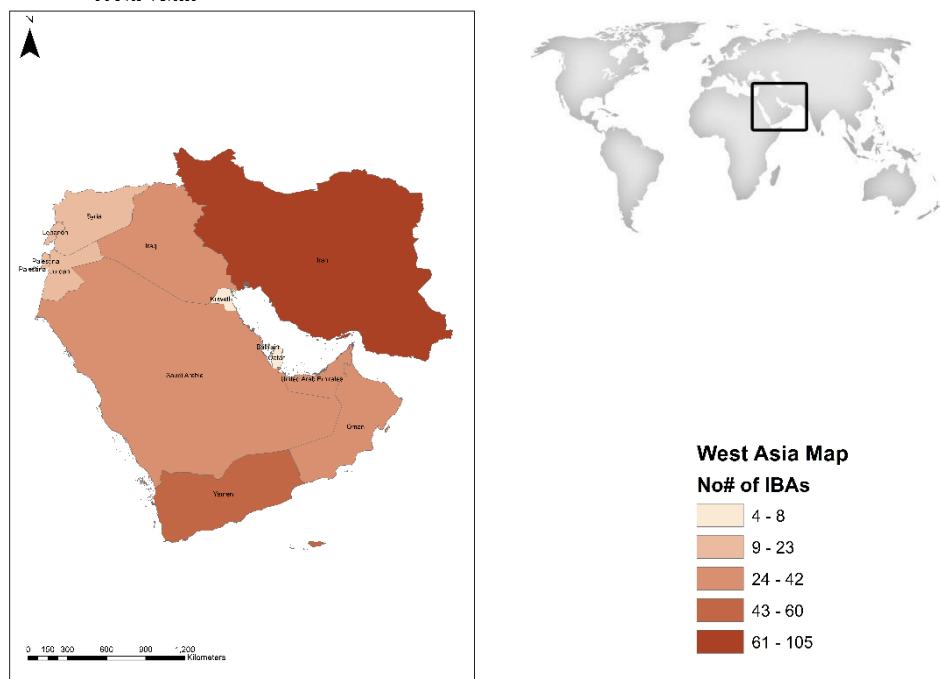 N
Syria
Lebanon
Iraq
Iran
Palestina
Palestina
Kuwait
Bahrain
Qatar
Saudi Arabia
United Arab Emirates
Oman
Yemen
0 150 300 600 900 1,200
Kilometers
West Asia Map
No# of IBAs
4 - 8
9 - 23
24 - 42
43 - 60
61 - 105